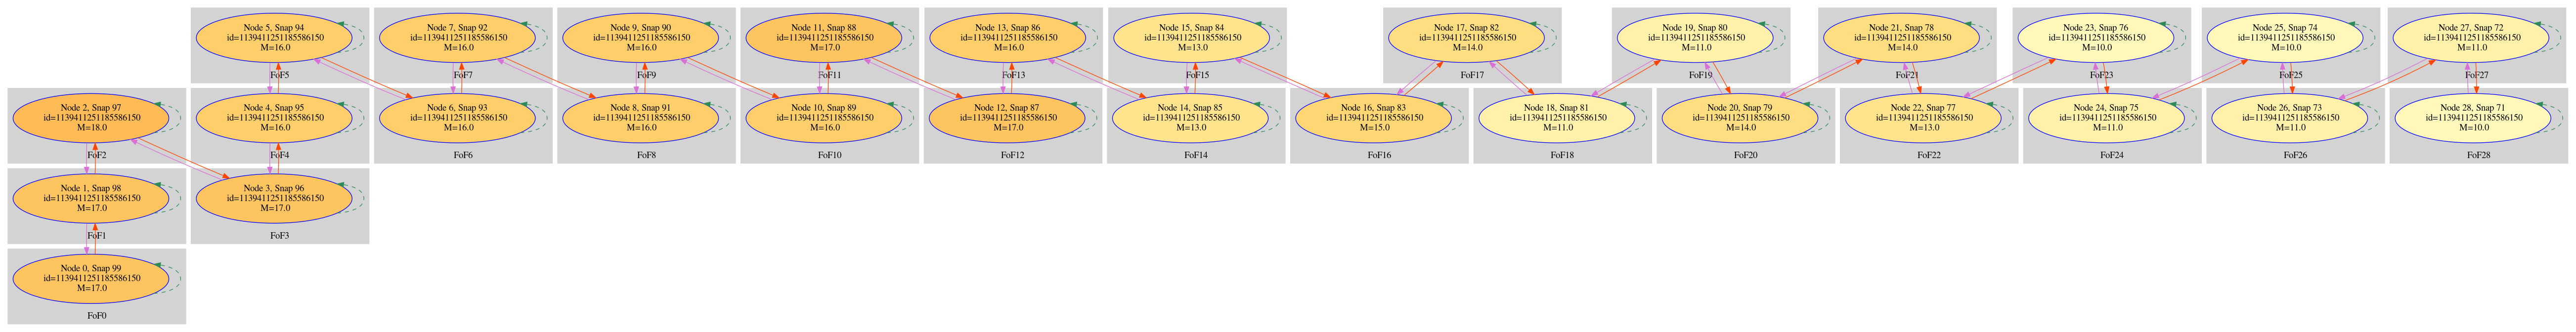 Node 5, Snap 94
id=1139411251185586150
M=16.0
FoF5
Node 7, Snap 92
id=1139411251185586150
M=16.0
FoF7
Node 9, Snap 90
id=1139411251185586150
M=16.0
FoF9
Node 11, Snap 88
id=1139411251185586150
M=17.0
FoF11
Node 13, Snap 86
id=1139411251185586150
M=16.0
FoF13
Node 15, Snap 84
id=1139411251185586150
M=13.0
FoF15
Node 17, Snap 82
id=1139411251185586150
M=14.0
FoF17
Node 19, Snap 80
id=1139411251185586150
M=11.0
FoF19
Node 21, Snap 78
id=1139411251185586150
M=14.0
FoF21
Node 23, Snap 76
id=1139411251185586150
M=10.0
FoF23
Node 25, Snap 74
id=1139411251185586150
M=10.0
FoF25
Node 27, Snap 72
id=1139411251185586150
M=11.0
FoF27
Node 2, Snap 97
id=1139411251185586150
M=18.0
FoF2
Node 4, Snap 95
id=1139411251185586150
M=16.0
FoF4
Node 6, Snap 93
id=1139411251185586150
M=16.0
FoF6
Node 8, Snap 91
id=1139411251185586150
M=16.0
FoF8
Node 10, Snap 89
id=1139411251185586150
M=16.0
FoF10
Node 12, Snap 87
id=1139411251185586150
M=17.0
FoF12
Node 14, Snap 85
id=1139411251185586150
M=13.0
FoF14
Node 16, Snap 83
id=1139411251185586150
M=15.0
FoF16
Node 18, Snap 81
id=1139411251185586150
M=11.0
FoF18
Node 20, Snap 79
id=1139411251185586150
M=14.0
FoF20
Node 22, Snap 77
id=1139411251185586150
M=13.0
FoF22
Node 24, Snap 75
id=1139411251185586150
M=11.0
FoF24
Node 26, Snap 73
id=1139411251185586150
M=11.0
FoF26
Node 28, Snap 71
id=1139411251185586150
M=10.0
FoF28
Node 1, Snap 98
id=1139411251185586150
M=17.0
FoF1
Node 3, Snap 96
id=1139411251185586150
M=17.0
FoF3
Node 0, Snap 99
id=1139411251185586150
M=17.0
FoF0